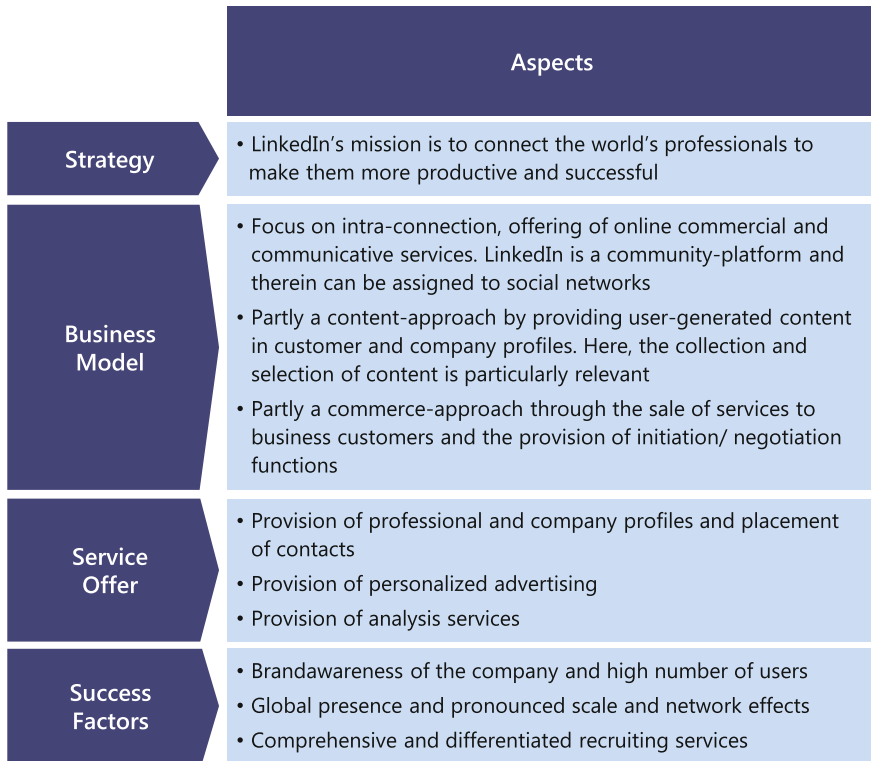 Aspects
Strategy
• LinkedIn’s mission is to connect the world’s professionals to
make them more productive and successful
Business
Model
• Focus on intra-connection, offering of online commercial and
communicative services. LinkedIn is a community-platform and
therein can be assigned to social networks
• Partly a content-approach by providing user-generated content
in customer and company profiles. Here, the collection and
selection of content is particularly relevant
• Partly a commerce-approach through the sale of services to
business customers and the provision of initiation/ negotiation
functions
Service
Offer
• Provision of professional and company profiles and placement
of contacts
• Provision of personalized advertising
• Provision of analysis services
Success
Factors
• Brandawareness of the company and high number of users
• Global presence and pronounced scale and network effects
• Comprehensive and differentiated recruiting services